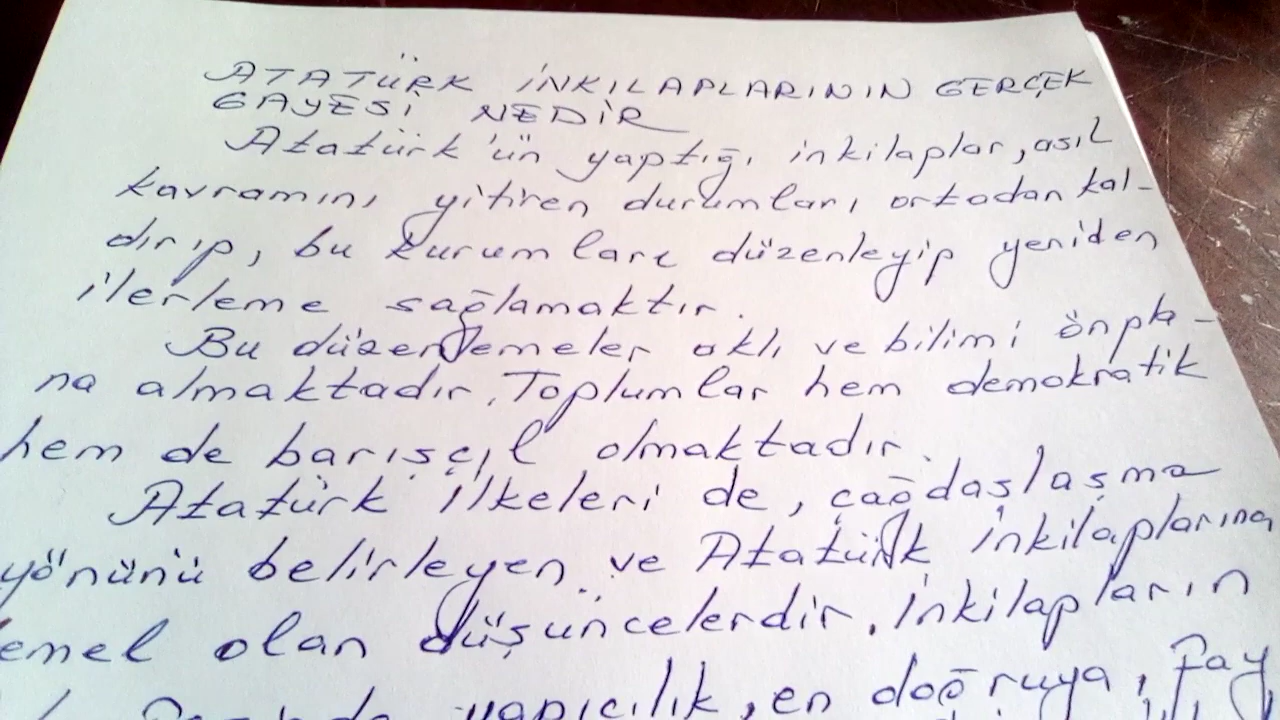 ATATÜRK İNKILAPLARININ GERÇEK
GAYESİ NEDİR
Atatürk'ün yaptığı inkilaplar, asıl
kavramını yitiren durumları ortadan kal-
dırıp, bu kurumları düzenleyip yeniden
ilerleme sağlamaktır.
Bu düzenlemeler aklı ve bilimi önpla-
na almaktadır. Toplumlar hem demokratik
hem de barışçıl olmaktadır.
Atatürk ilkeleri de, çağdaşlaşma
yönünü belirleyen ve Atatürk inkilaplarına
emel olan düşüncelerdir. İnkilapların
yapıcılık, en doğruya, fay